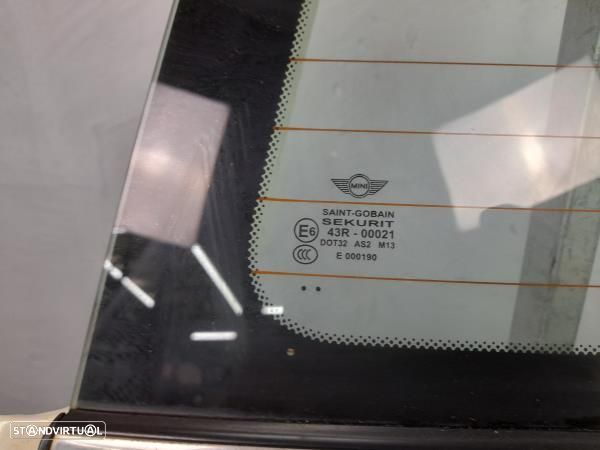 MINI
SAINT-GOBAIN
SEKURIT
E6 43R - 00021
DOT32 AS2 M13
CCC E 000190
STANDVIRTUAL